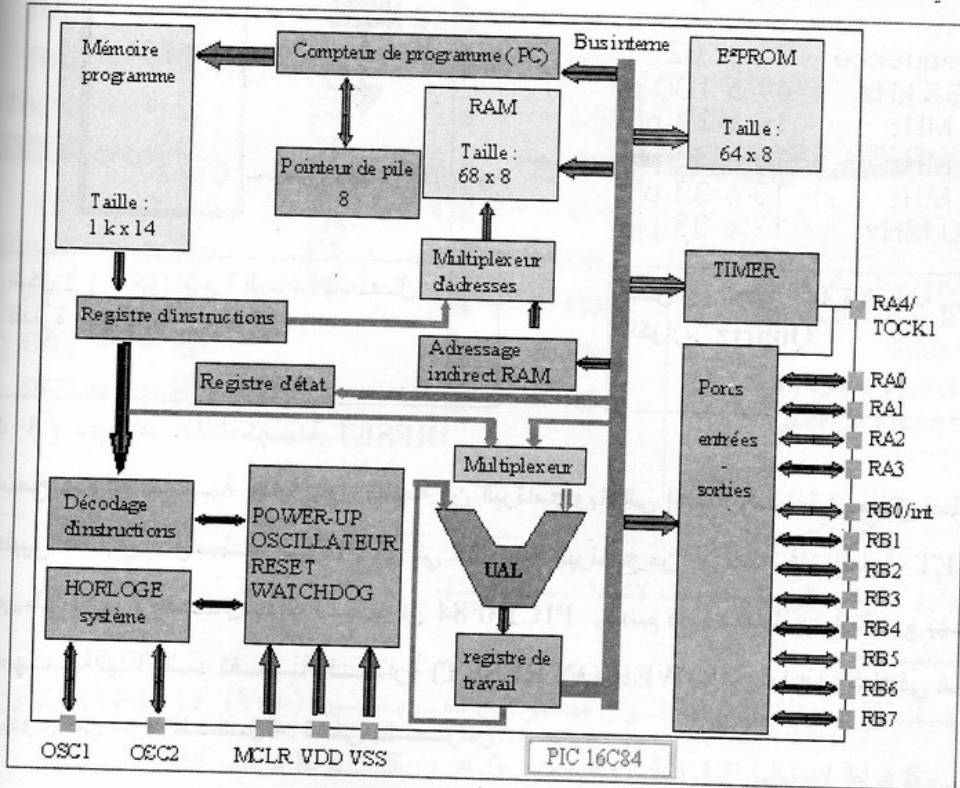 Mémoire
programme
Taille :
1 k x 14
Compteur de programme ( PC)
Bus interne
E²PROM
Taille :
64 x 8
RAM
Taille :
68 x 8
Pointeur de pile
8
Multiplexeur
d'adresses
TIMER
RA4/
TOCK1
Registre d'instructions
Adressage
indirect RAM
Registre d'état
Ports
entrées
-
sorties
RA0
RA1
RA2
RA3
RB0/int
RB1
RB2
RB3
RB4
RB5
RB6
RB7
Multiplexeur
Décodage
d'instructions
POWER-UP
OSCILLATEUR
RESET
WATCHDOG
UAL
HORLOGE
système
registre de
travail
OSC1
OSC2
MCLR VDD VSS
PIC 16C84